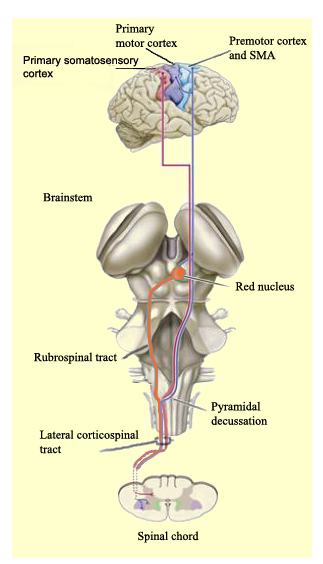 Primary
motor cortex
Premotor cortex
and SMA
Primary somatosensory
cortex
Brainstem
Red nucleus
Rubrospinal tract
Pyramidal
decussation
Lateral corticospinal
tract
Spinal chord